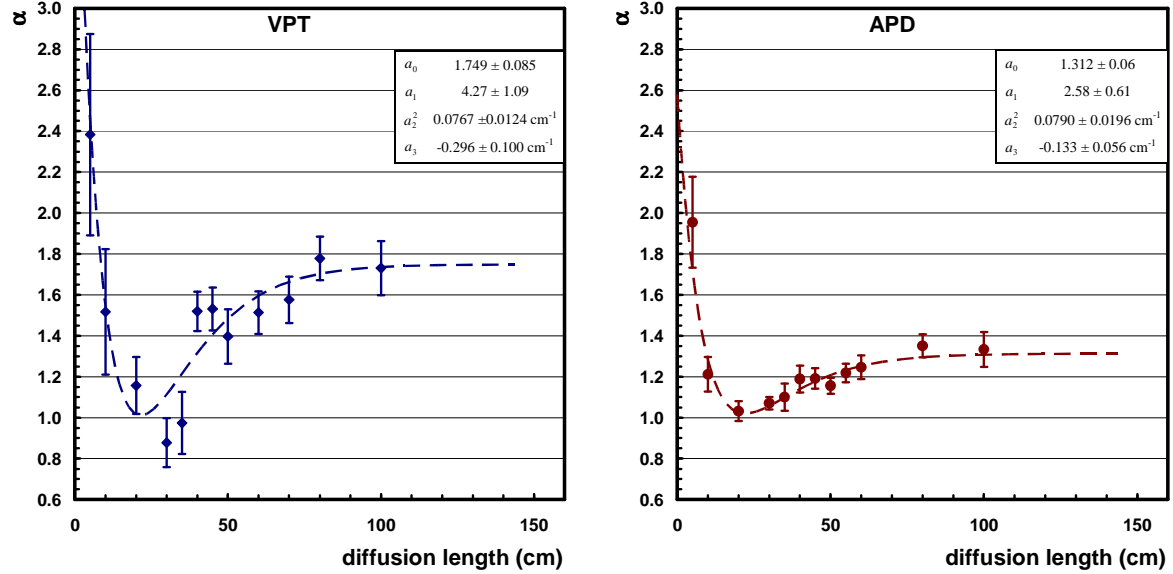 VPT
α
3.0
2.8
2.6
2.4
2.2
2.0
1.8
1.6
1.4
1.2
1.0
0.8
0.6
0 50 100 150
diffusion length (cm)
a₀ 1.749 ± 0.085
a₁ 4.27 ± 1.09
a₂² 0.0767 ±0.0124 cm⁻¹
a₃ -0.296 ± 0.100 cm⁻¹
APD
α
3.0
2.8
2.6
2.4
2.2
2.0
1.8
1.6
1.4
1.2
1.0
0.8
0.6
0 50 100 150
diffusion length (cm)
a₀ 1.312 ± 0.06
a₁ 2.58 ± 0.61
a₂² 0.0790 ± 0.0196 cm⁻¹
a₃ -0.133 ± 0.056 cm⁻¹